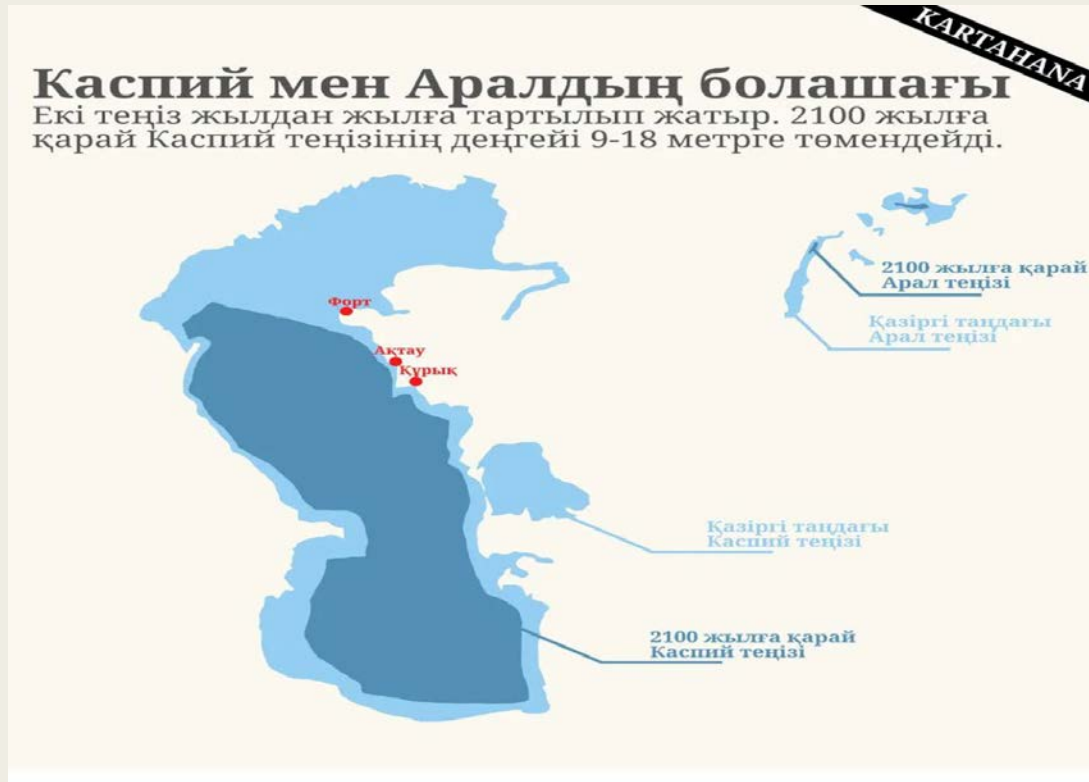 KARTAHANA
Каспий мен Аралдың болашағы
Екі теңіз жылдан жылға тартылып жатыр. 2100 жылға
қарай Каспий теңізінің деңгейі 9-18 метрге төмендейді.
2100 жылға қарай
Арал теңізі
Қазіргі таңдағы
Арал теңізі
Форт
Ақтау
Құрық
Қазіргі таңдағы
Каспий теңізі
2100 жылға қарай
Каспий теңізі